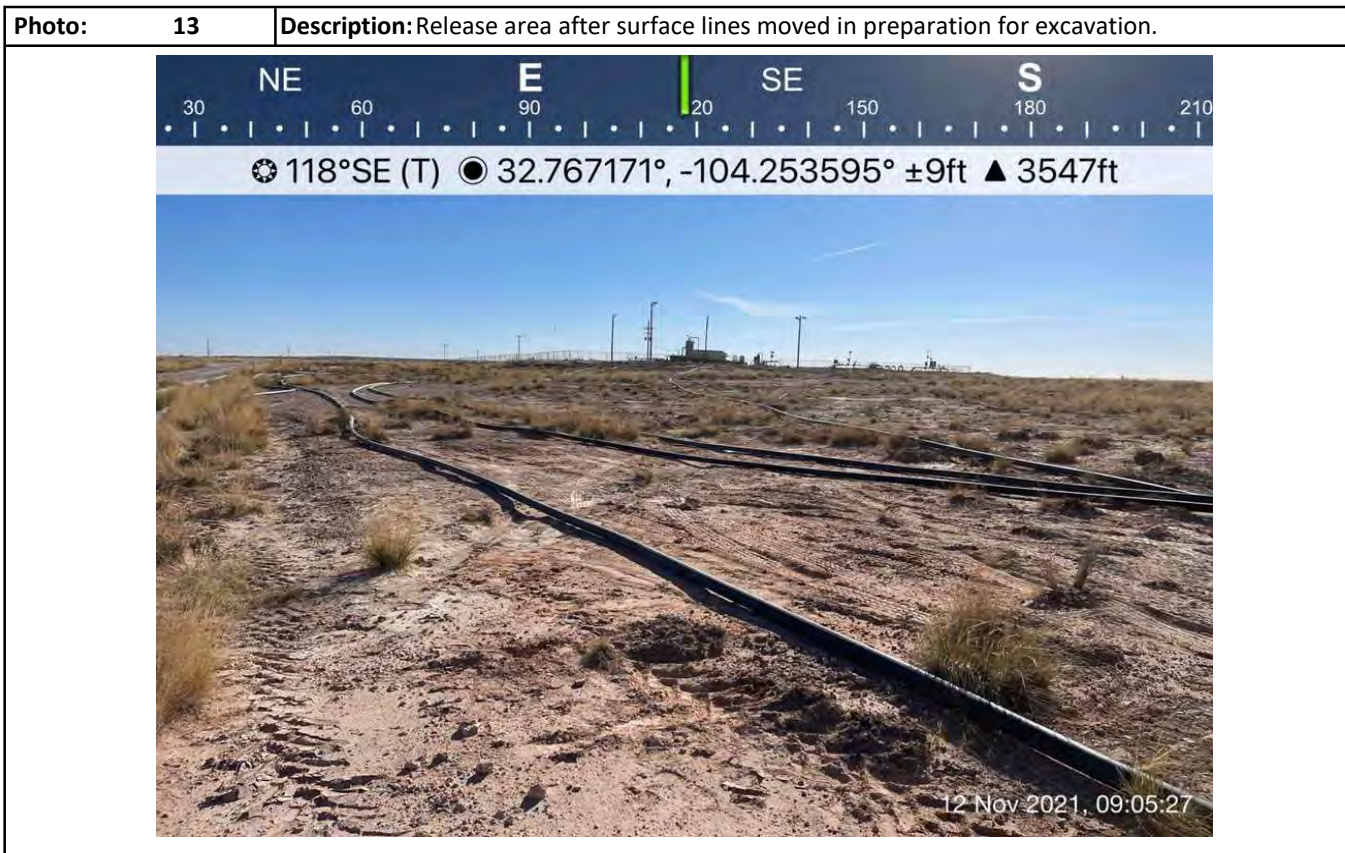 Photo: 13 Description: Release area after surface lines moved in preparation for excavation.
NE E SE S
30 60 90 20 150 180 210
118°SE (T) 32.767171°, -104.253595° ±9ft ▲ 3547ft
12 Nov 2021, 09:05:27